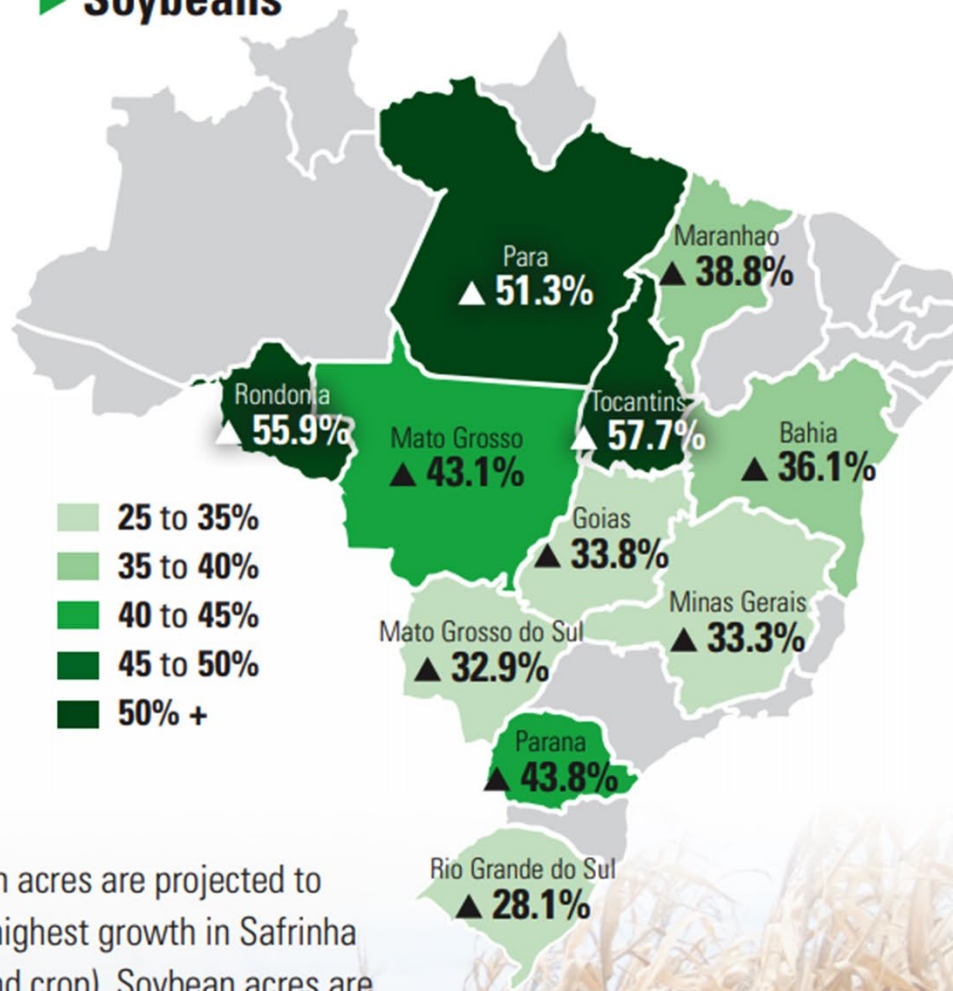 Soybeans
Para
▲ 51.3%
Maranhao
▲ 38.8%
Rondonia
▲ 55.9%
Mato Grosso
▲ 43.1%
Tocantins
▲ 57.7%
Bahia
▲ 36.1%
Goias
▲ 33.8%
Minas Gerais
▲ 33.3%
Mato Grosso do Sul
▲ 32.9%
Parana
▲ 43.8%
Rio Grande do Sul
▲ 28.1%
25 to 35%
35 to 40%
40 to 45%
45 to 50%
50% +
acres are projected to
highest growth in Safrinha
crop). Soybean acres are